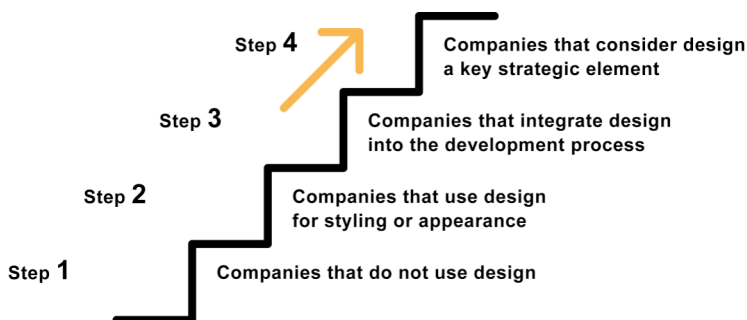 Step 4
Companies that consider design
a key strategic element
Step 3
Companies that integrate design
into the development process
Step 2
Companies that use design
for styling or appearance
Step 1
Companies that do not use design